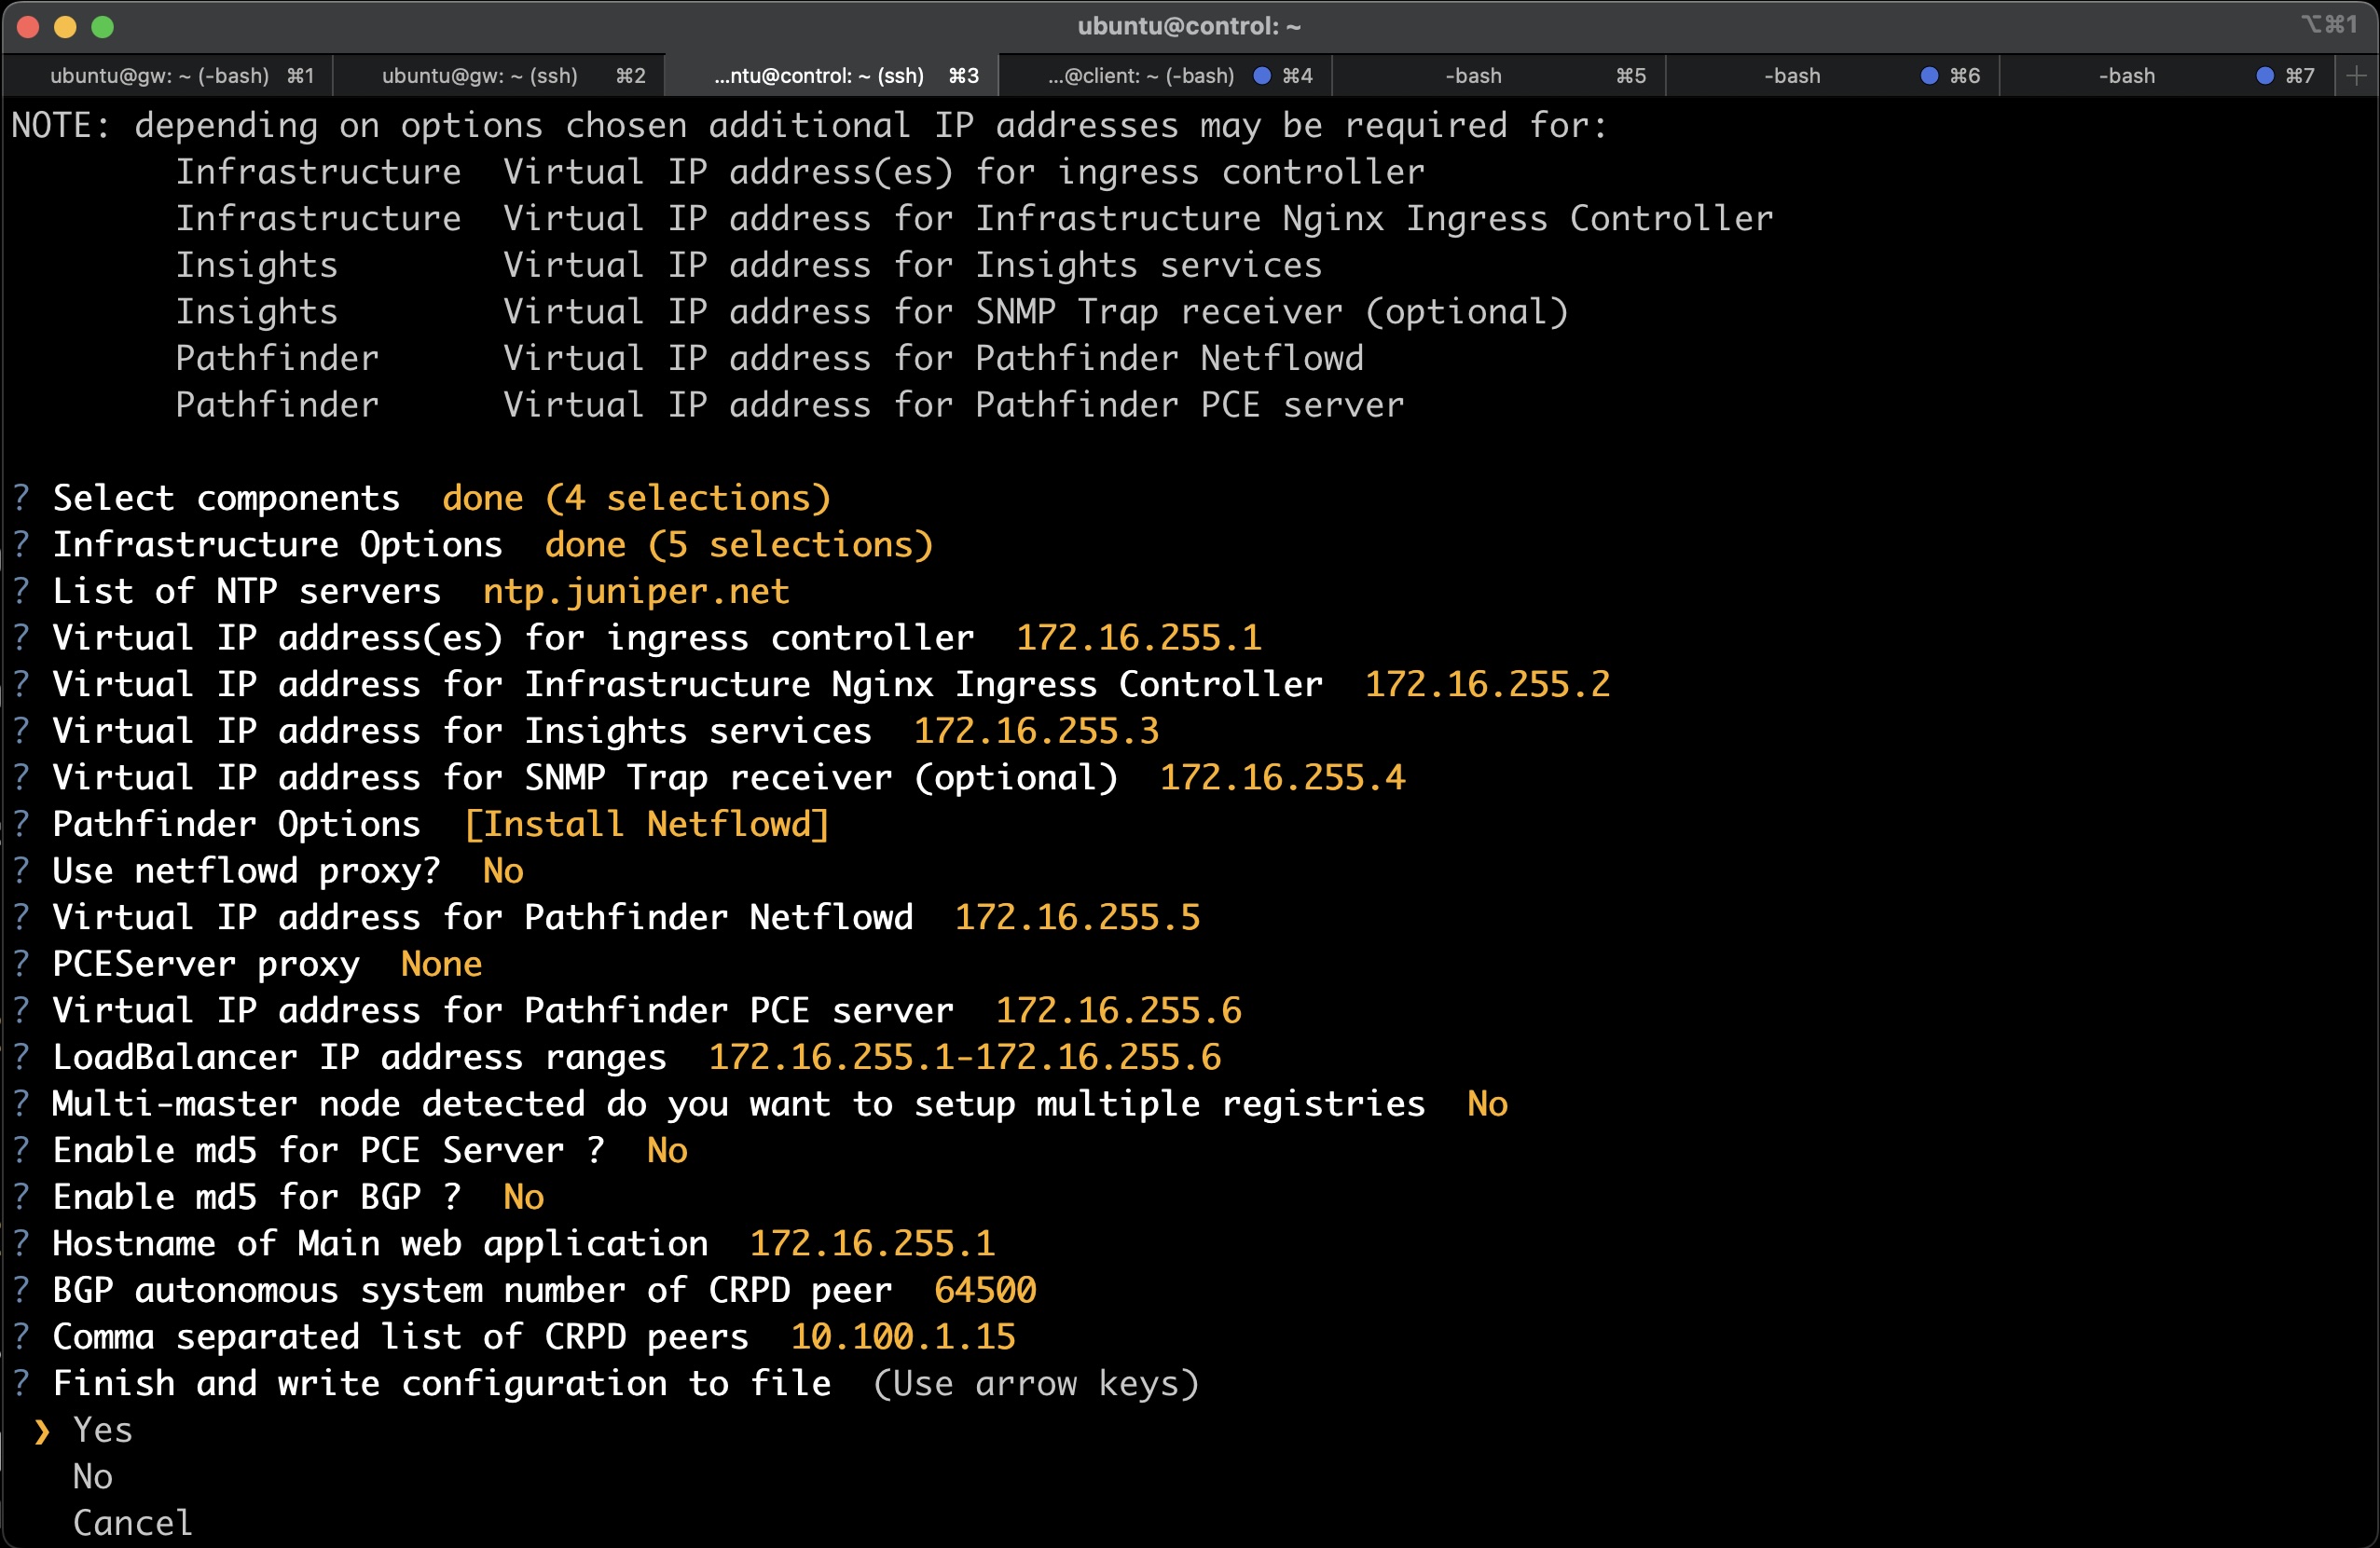 ubuntu@control: ~
⌥⌘1
ubuntu@gw: ~ (-bash) ⌘1
ubuntu@gw: ~ (ssh) ⌘2
...ntu@control: ~ (ssh) ⌘3
...@client: ~ (-bash) ⌘4
-bash ⌘5
-bash ⌘6
-bash ⌘7
NOTE: depending on options chosen additional IP addresses may be required for:
Infrastructure Virtual IP address(es) for ingress controller
Infrastructure Virtual IP address for Infrastructure Nginx Ingress Controller
Insights Virtual IP address for Insights services
Insights Virtual IP address for SNMP Trap receiver (optional)
Pathfinder Virtual IP address for Pathfinder Netflowd
Pathfinder Virtual IP address for Pathfinder PCE server
? Select components done (4 selections)
? Infrastructure Options done (5 selections)
? List of NTP servers ntp.juniper.net
? Virtual IP address(es) for ingress controller 172.16.255.1
? Virtual IP address for Infrastructure Nginx Ingress Controller 172.16.255.2
? Virtual IP address for Insights services 172.16.255.3
? Virtual IP address for SNMP Trap receiver (optional) 172.16.255.4
? Pathfinder Options [Install Netflowd]
? Use netflowd proxy? No
? Virtual IP address for Pathfinder Netflowd 172.16.255.5
? PCEServer proxy None
? Virtual IP address for Pathfinder PCE server 172.16.255.6
? LoadBalancer IP address ranges 172.16.255.1-172.16.255.6
? Multi-master node detected do you want to setup multiple registries No
? Enable md5 for PCE Server ? No
? Enable md5 for BGP ? No
? Hostname of Main web application 172.16.255.1
? BGP autonomous system number of CRPD peer 64500
? Comma separated list of CRPD peers 10.100.1.15
? Finish and write configuration to file (Use arrow keys)
❯ Yes
No
Cancel